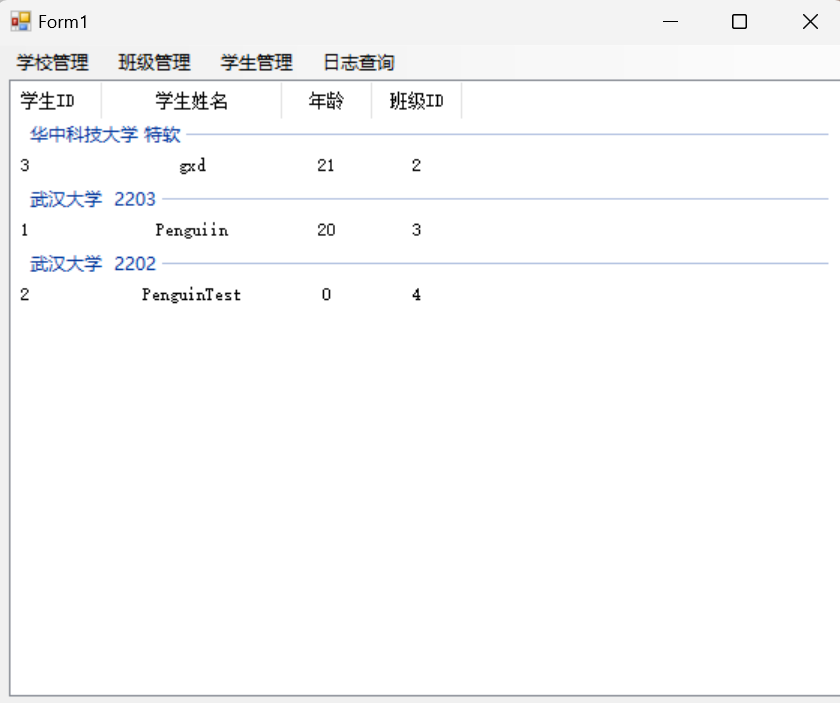 Form1
学校管理 班级管理 学生管理 日志查询
学生ID 学生姓名 年龄 班级ID
华中科技大学 特软
3 gxd 21 2
武汉大学 2203
1 Penguiin 20 3
武汉大学 2202
2 PenguinTest 0 4